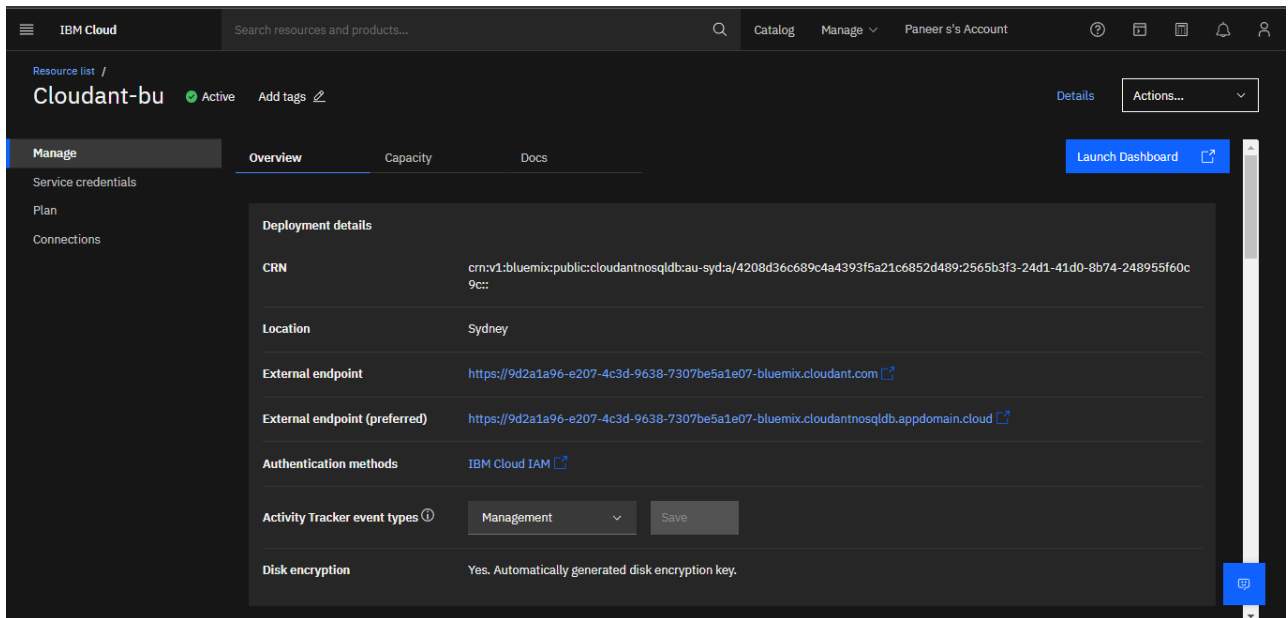 IBM Cloud
Search resources and products...
Catalog
Manage
Paneer s's Account
Resource list /
Cloudant-bu
Active
Add tags
Details
Actions...
Manage
Service credentials
Plan
Connections
Overview
Capacity
Docs
Launch Dashboard
Deployment details
CRN
crn:v1:bluemix:public:cloudantnosqldb:au-syd:a/4208d36c689c4a4393f5a21c6852d489:2565b3f3-24d1-41d0-8b74-248955f60c
9c::
Location
Sydney
External endpoint
https://9d2a1a96-e207-4c3d-9638-7307be5a1e07-bluemix.cloudant.com
External endpoint (preferred)
https://9d2a1a96-e207-4c3d-9638-7307be5a1e07-bluemix.cloudantnosqldb.appdomain.cloud
Authentication methods
IBM Cloud IAM
Activity Tracker event types
Management
Save
Disk encryption
Yes. Automatically generated disk encryption key.